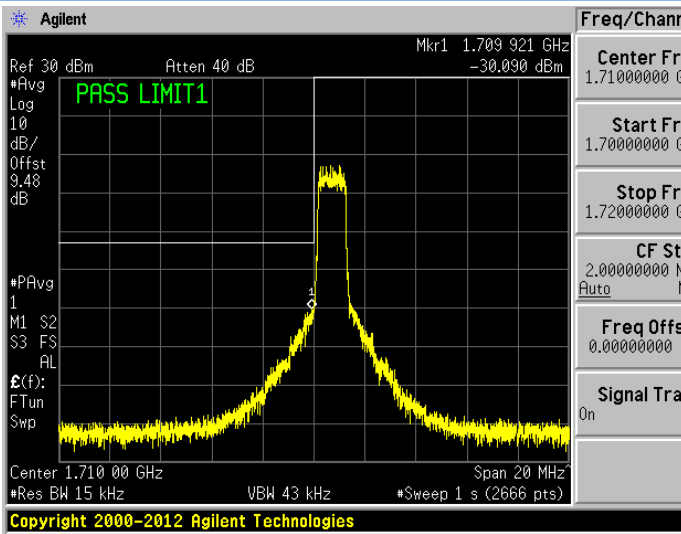 Agilent
Freq/Chann
Mkr1 1.709 921 GHz
Ref 30 dBm Atten 40 dB -30.090 dBm
#Avg
Log
10
dB/
Offst
9.48
dB
PASS LIMIT1
#PAvg
1
M1 S2
S3 FS
AL
£(f):
FTun
Swp
1
Center 1.710 00 GHz Span 20 MHz^
#Res BW 15 kHz VBW 43 kHz #Sweep 1 s (2666 pts)
Copyright 2000-2012 Agilent Technologies
Center Fr
1.71000000 G
Start Fr
1.70000000 G
Stop Fr
1.72000000 G
CF St
2.00000000 M
Auto
Freq Offs
0.00000000
Signal Tra
On